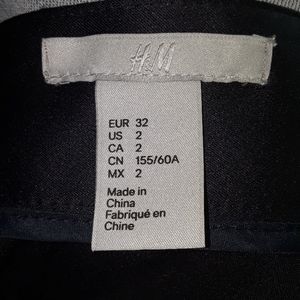 H&M
EUR 32
US 2
CA 2
CN 155/60A
MX 2
Made in
China
Fabriqué en
Chine